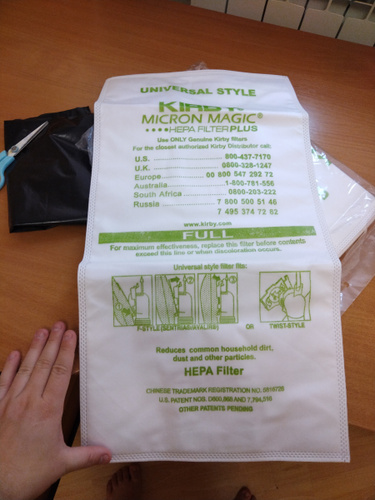 UNIVERSAL STYLE
KIRBY
MICRON MAGIC®
HEPA FILTER PLUS
Use ONLY Genuine Kirby filters
For the closest authorized Kirby Distributor call:
U.S. 800-437-7170
U.K. 0800-328-1247
Europe 00 800 547 292 72
Australia 1-800-781-556
South Africa 0800-203-222
Russia 7 800 500 51 46
7 495 374 72 82
www.kirby.com
FULL
For maximum effectiveness, replace this filter before contents
exceed this line or when discoloration occurs.
Universal style filter fits:
F-STYLE (SENTRIA®/AVALIR®) OR TWIST-STYLE
Reduces common household dirt,
dust and other particles.
HEPA Filter
CHINESE TRADEMARK REGISTRATION NO.
U.S. PATENT NOS. AND
OTHER PATENTS PENDING